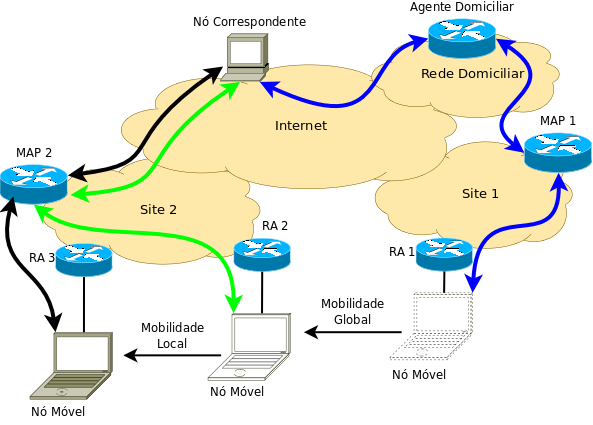 Agente Domiciliar
Nó Correspondente
Rede Domiciliar
Internet
MAP 1
MAP 2
Site 1
Site 2
RA 2
RA 1
RA 3
Mobilidade
Global
Mobilidade
Local
Nó Móvel
Nó Móvel
Nó Móvel